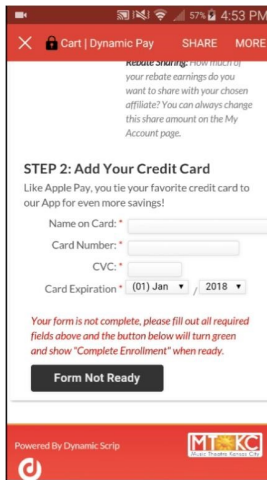 57% 4:53 PM
Cart | Dynamic Pay SHARE MORE
Rebate Sharing: How much of
your rebate earnings do you
want to share with your chosen
affiliate? You can always change
this share amount on the My
Account page.
STEP 2: Add Your Credit Card
Like Apple Pay, you tie your favorite credit card to
our App for even more savings!
Name on Card: *
Card Number: *
CVC: *
Card Expiration * (01) Jan / 2018
Your form is not complete, please fill out all required
fields above and the button below will turn green
and show "Complete Enrollment" when ready.
Form Not Ready
Powered By Dynamic Scrip
MT KC
Music Theatre Kansas City